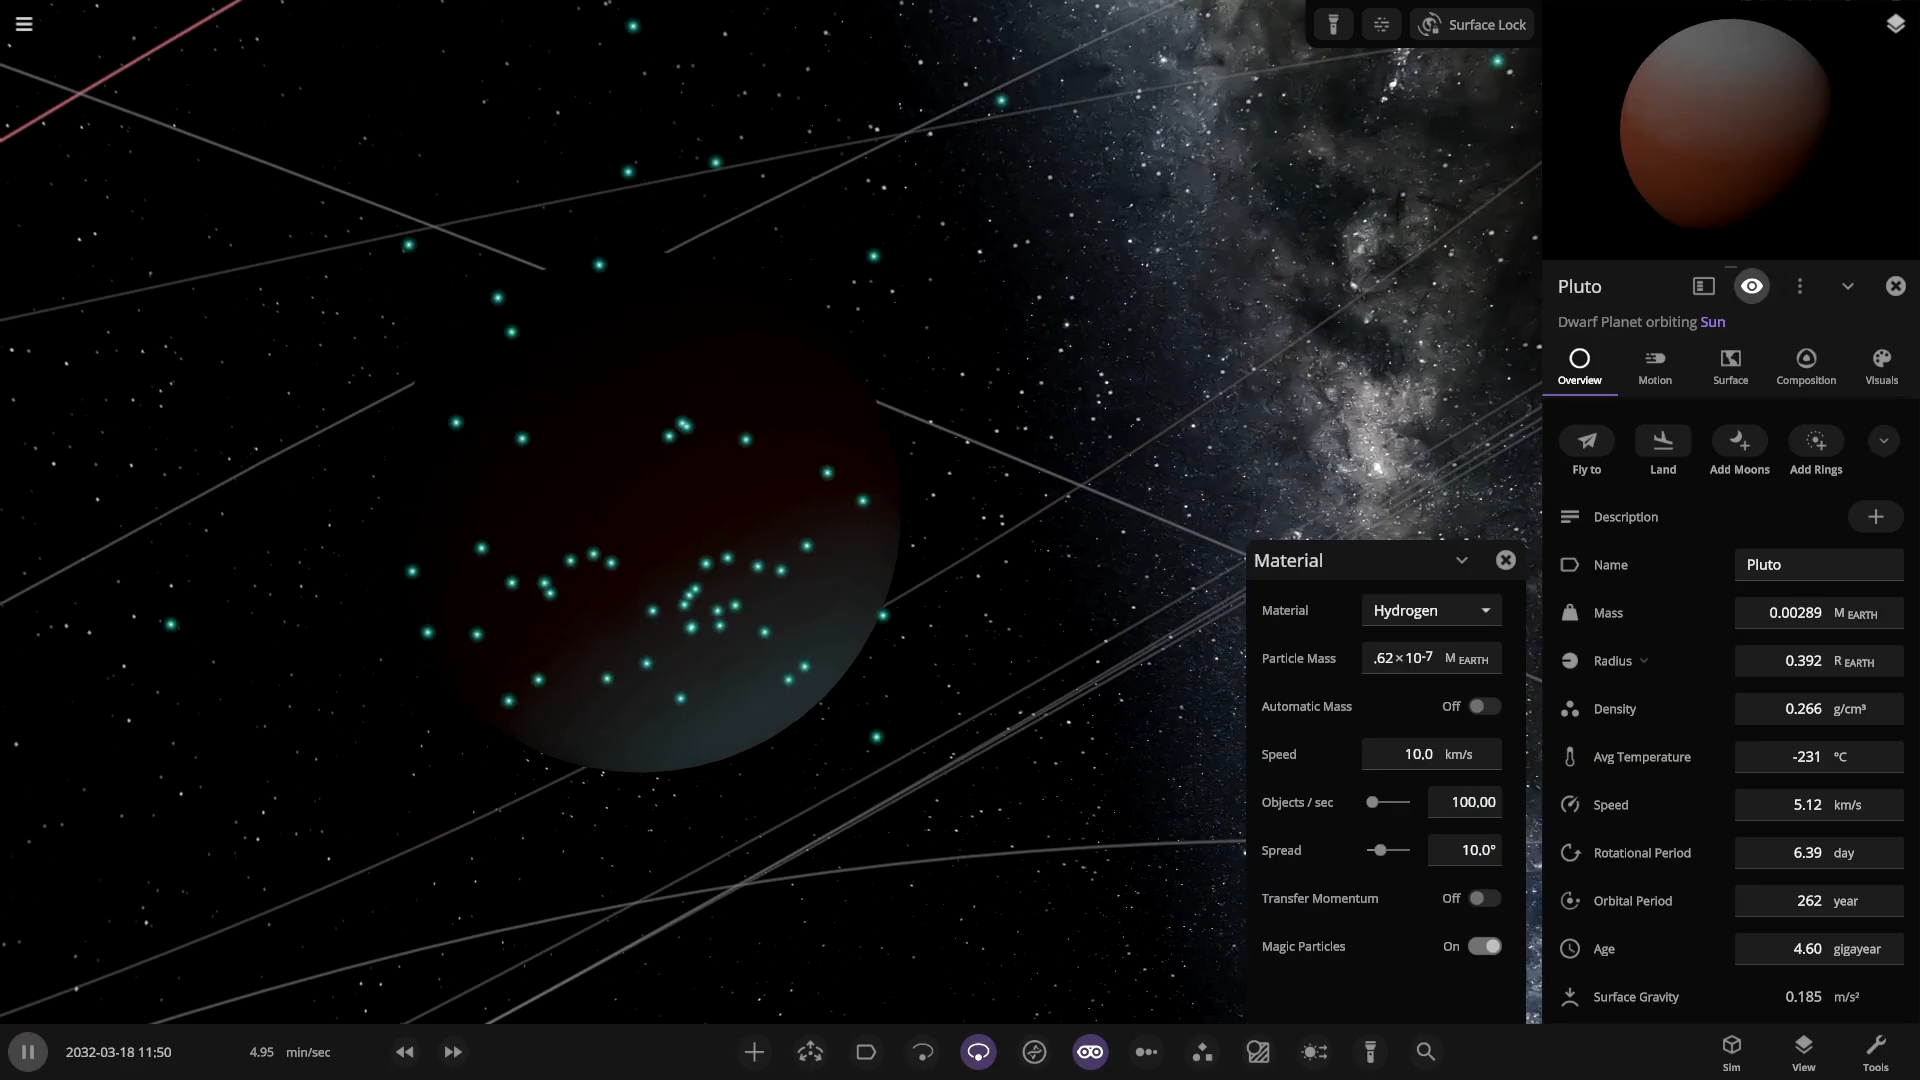 Surface Lock
Pluto
Dwarf Planet orbiting Sun
Overview
Motion
Surface
Composition
Visuals
Fly to
Land
Add Moons
Add Rings
Description
Name Pluto
Mass 0.00289 M EARTH
Radius 0.392 R EARTH
Density 0.266 g/cm³
Avg Temperature -231 °C
Speed 5.12 km/s
Rotational Period 6.39 day
Orbital Period 262 year
Age 4.60 gigayear
Surface Gravity 0.185 m/s²
Material
Material Hydrogen
Particle Mass .62×10-7 M EARTH
Automatic Mass Off
Speed 10.0 km/s
Objects / sec 100.00
Spread 10.0°
Transfer Momentum Off
Magic Particles On
2032-03-18 11:50
4.95 min/sec
Sim
View
Tools